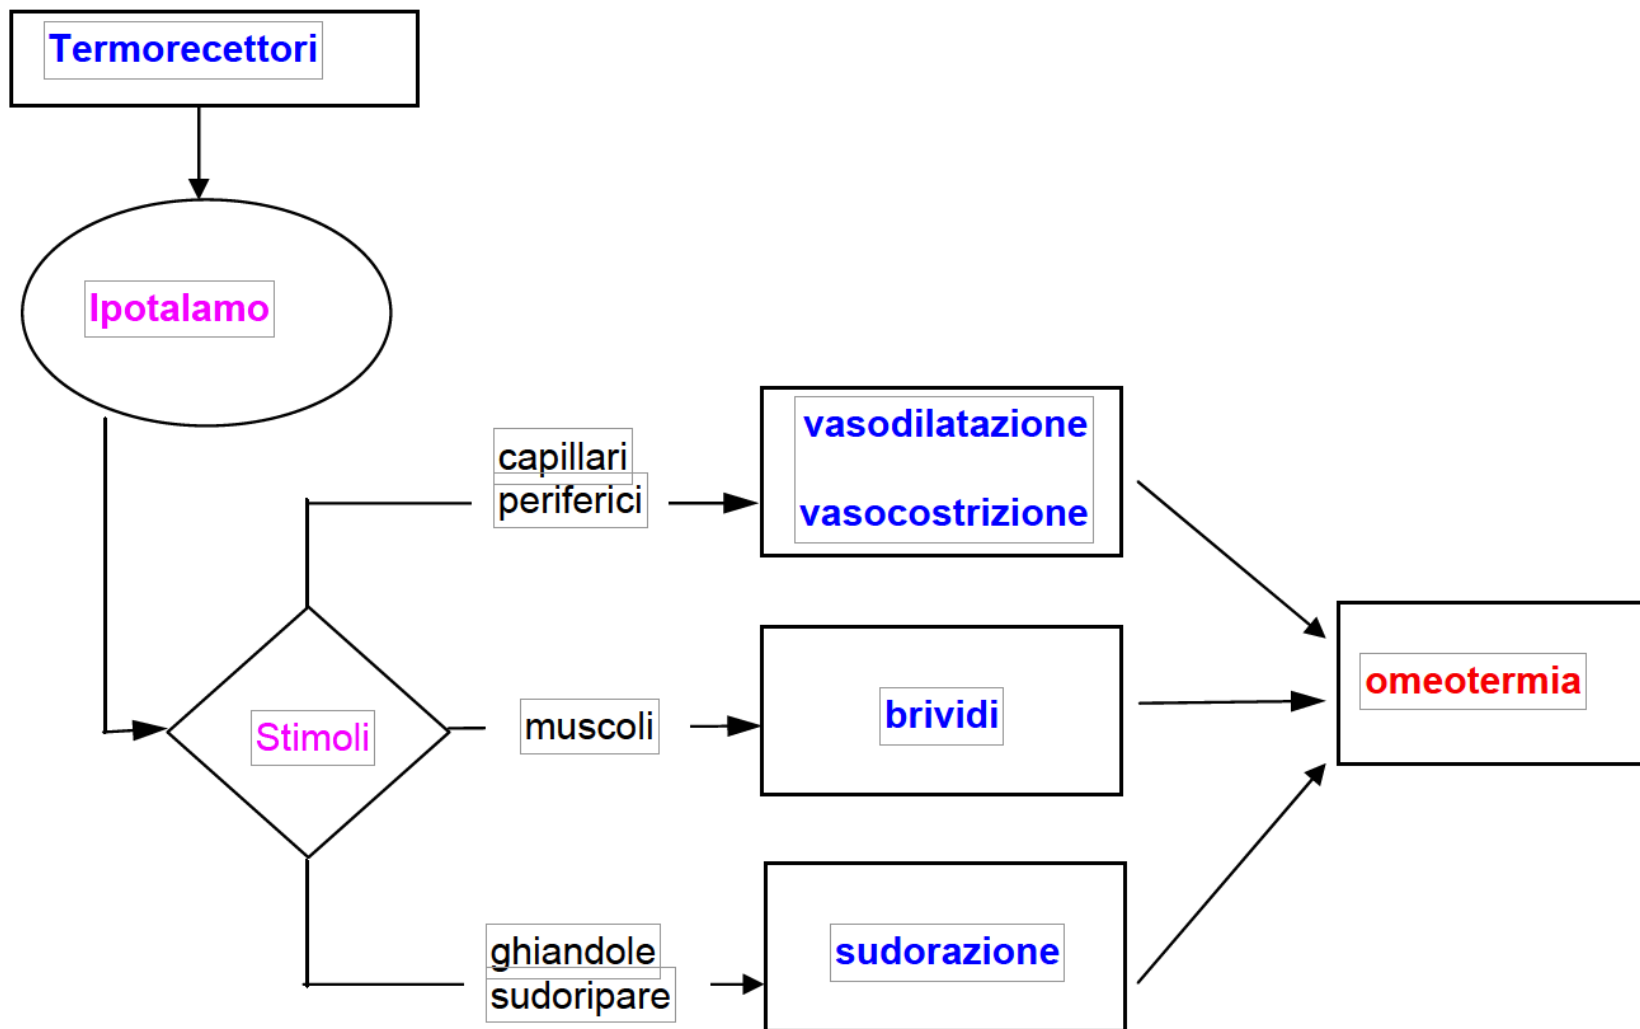 Termorecettori
Ipotalamo
Stimoli
capillari
periferici
vasodilatazione
vasocostrizione
muscoli
brividi
ghiandole
sudoripare
sudorazione
omeotermia